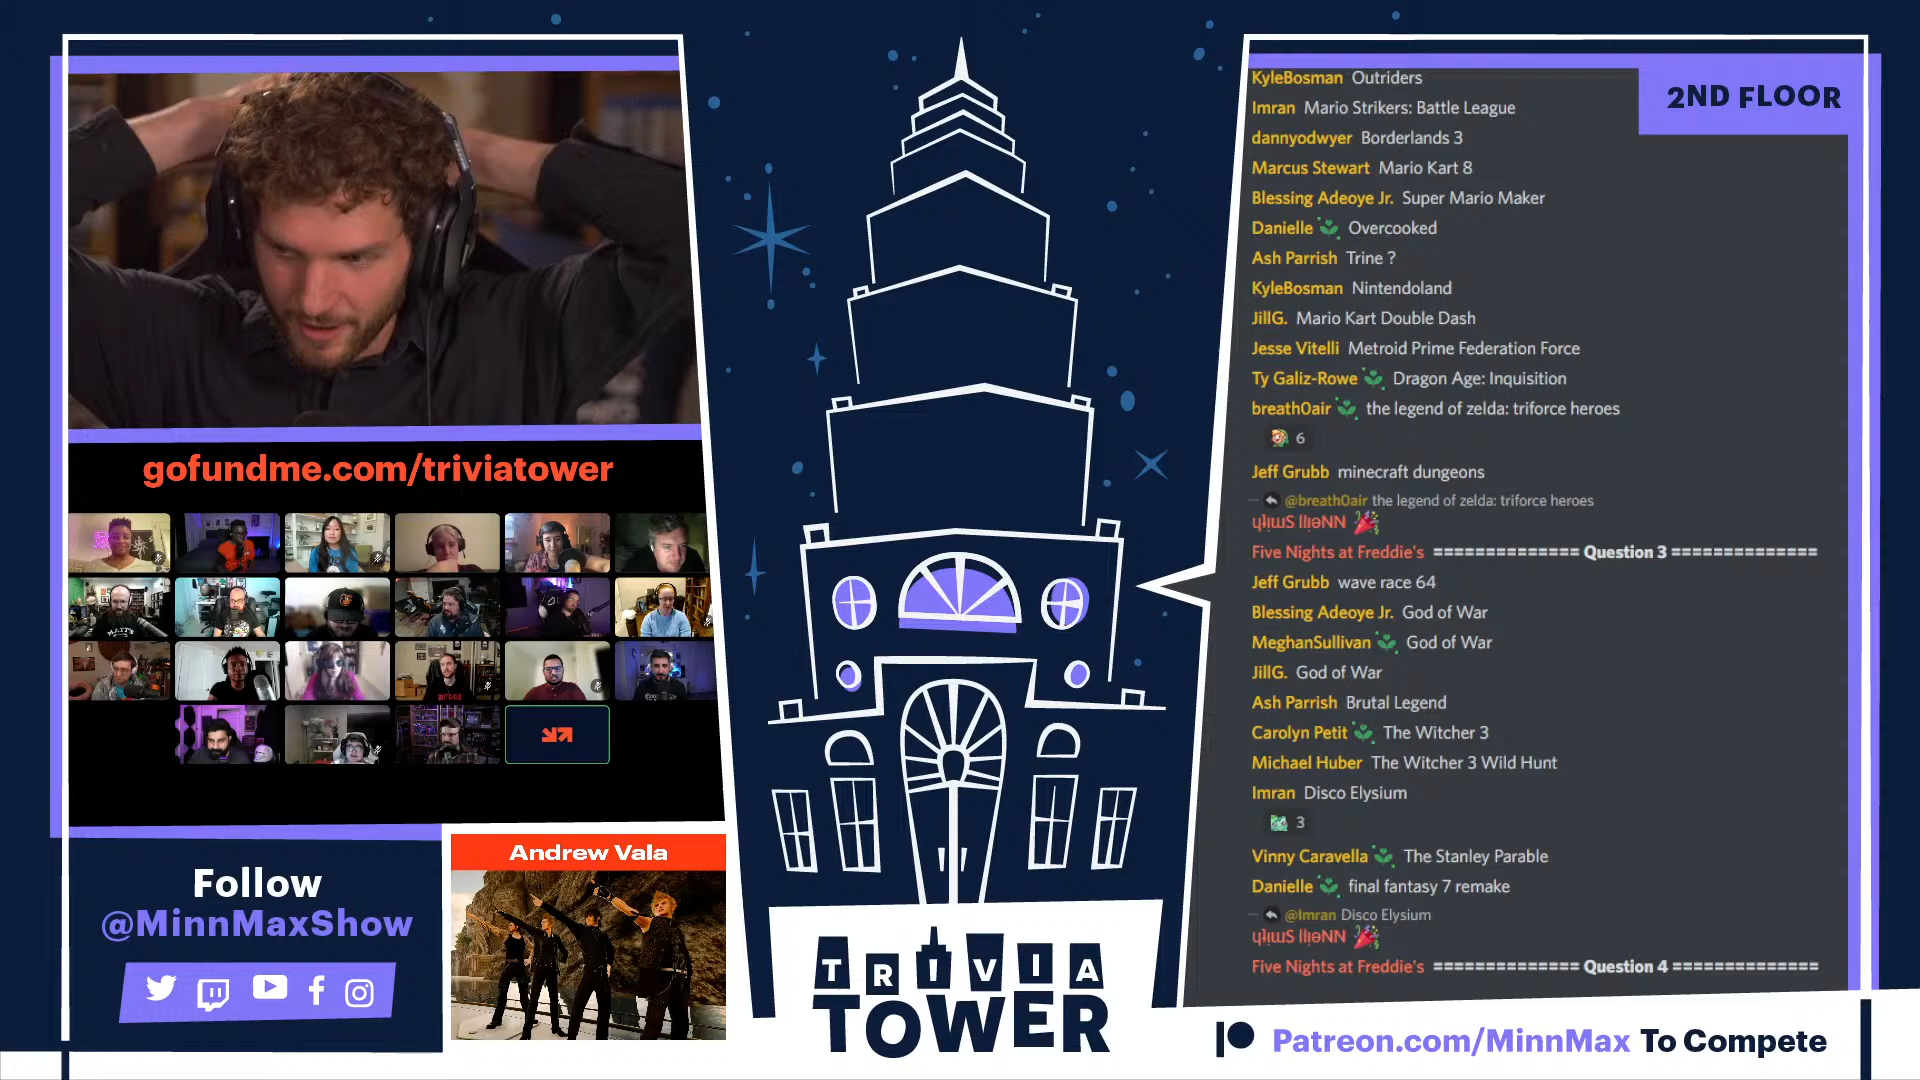 gofundme.com/triviatower
Follow
@MinnMaxShow
Andrew Vala
TRIVIA
TOWER
2ND FLOOR
KyleBosman Outriders
Imran Mario Strikers: Battle League
dannyodwyer Borderlands 3
Marcus Stewart Mario Kart 8
Blessing Adeoye Jr. Super Mario Maker
Danielle Overcooked
Ash Parrish Trine ?
KyleBosman Nintendoland
JillG. Mario Kart Double Dash
Jesse Vitelli Metroid Prime Federation Force
Ty Galiz-Rowe Dragon Age: Inquisition
breath0air the legend of zelda: triforce heroes
6
Jeff Grubb minecraft dungeons
@breath0air the legend of zelda: triforce heroes
Five Nights at Freddie's ============== Question 3 ==============
Jeff Grubb wave race 64
Blessing Adeoye Jr. God of War
MeghanSullivan God of War
JillG. God of War
Ash Parrish Brutal Legend
Carolyn Petit The Witcher 3
Michael Huber The Witcher 3 Wild Hunt
Imran Disco Elysium
3
Vinny Caravella The Stanley Parable
Danielle final fantasy 7 remake
@Imran Disco Elysium
Five Nights at Freddie's ============== Question 4 ==============
Patreon.com/MinnMax To Compete